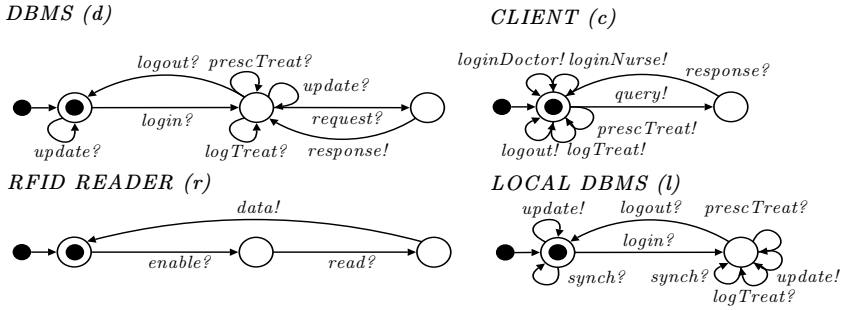 DBMS (d)
logout?
prescTreat?
update?
login?
request?
update?
logTreat?
response!
CLIENT (c)
loginDoctor!
loginNurse!
response?
query!
prescTreat!
logout!
logTreat!
RFID READER (r)
data!
enable?
read?
LOCAL DBMS (l)
update!
logout?
prescTreat?
login?
synch?
synch?
update!
logTreat?